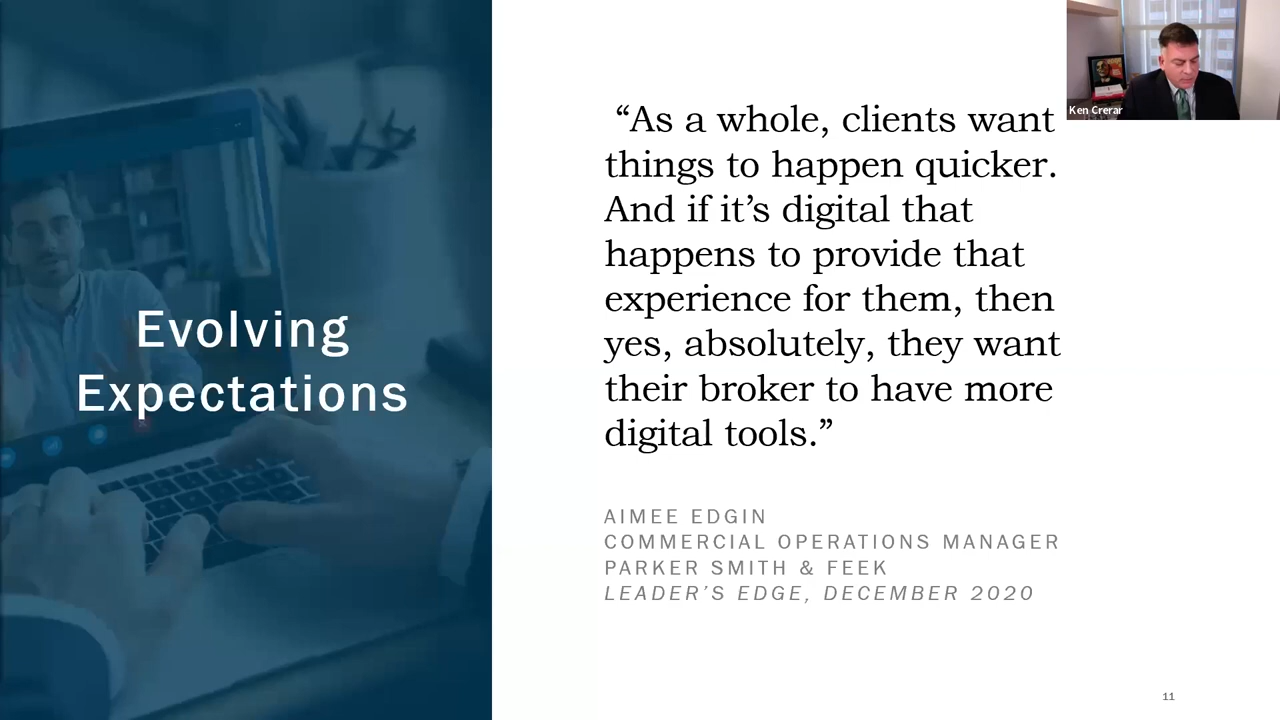 Evolving
Expectations
“As a whole, clients want
things to happen quicker.
And if it’s digital that
happens to provide that
experience for them, then
yes, absolutely, they want
their broker to have more
digital tools.”
AIMEE EDGIN
COMMERCIAL OPERATIONS MANAGER
PARKER SMITH & FEEK
LEADER’S EDGE, DECEMBER 2020
Ken Crerar
11